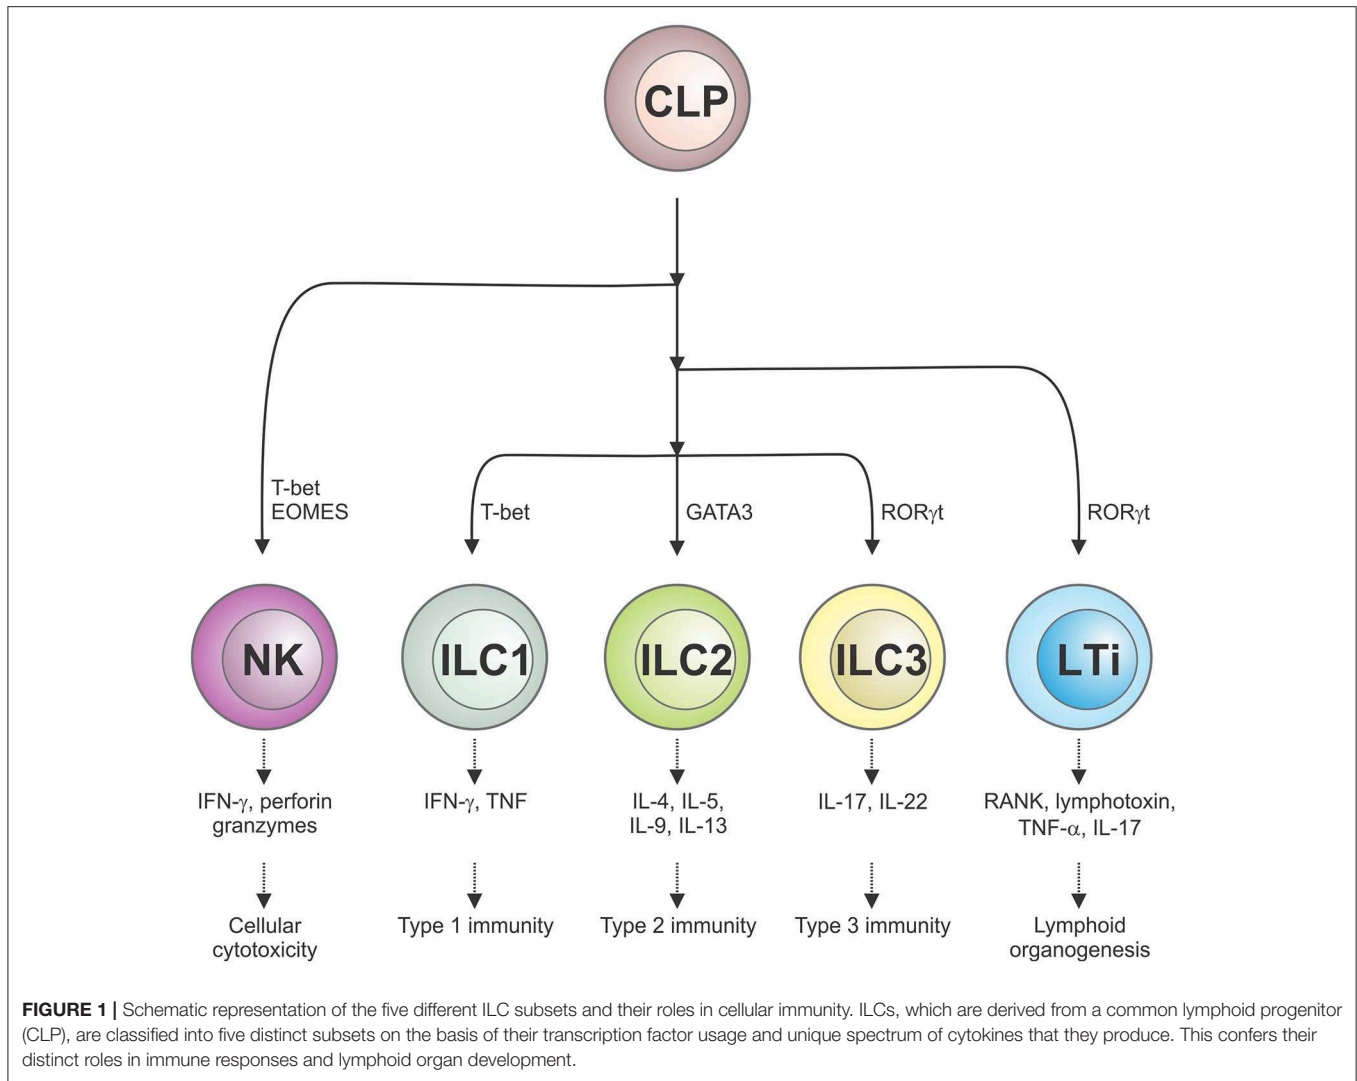 CLP
T-bet
EOMES
T-bet
GATA3
RORγt
RORγt
NK
ILC1
ILC2
ILC3
LTi
IFN-γ, perforin
granzymes
IFN-γ, TNF
IL-4, IL-5,
IL-9, IL-13
IL-17, IL-22
RANK, lymphotoxin,
TNF-α, IL-17
Cellular
cytotoxicity
Type 1 immunity
Type 2 immunity
Type 3 immunity
Lymphoid
organogenesis
FIGURE 1 | Schematic representation of the five different ILC subsets and their roles in cellular immunity. ILCs, which are derived from a common lymphoid progenitor
(CLP), are classified into five distinct subsets on the basis of their transcription factor usage and unique spectrum of cytokines that they produce. This confers their
distinct roles in immune responses and lymphoid organ development.